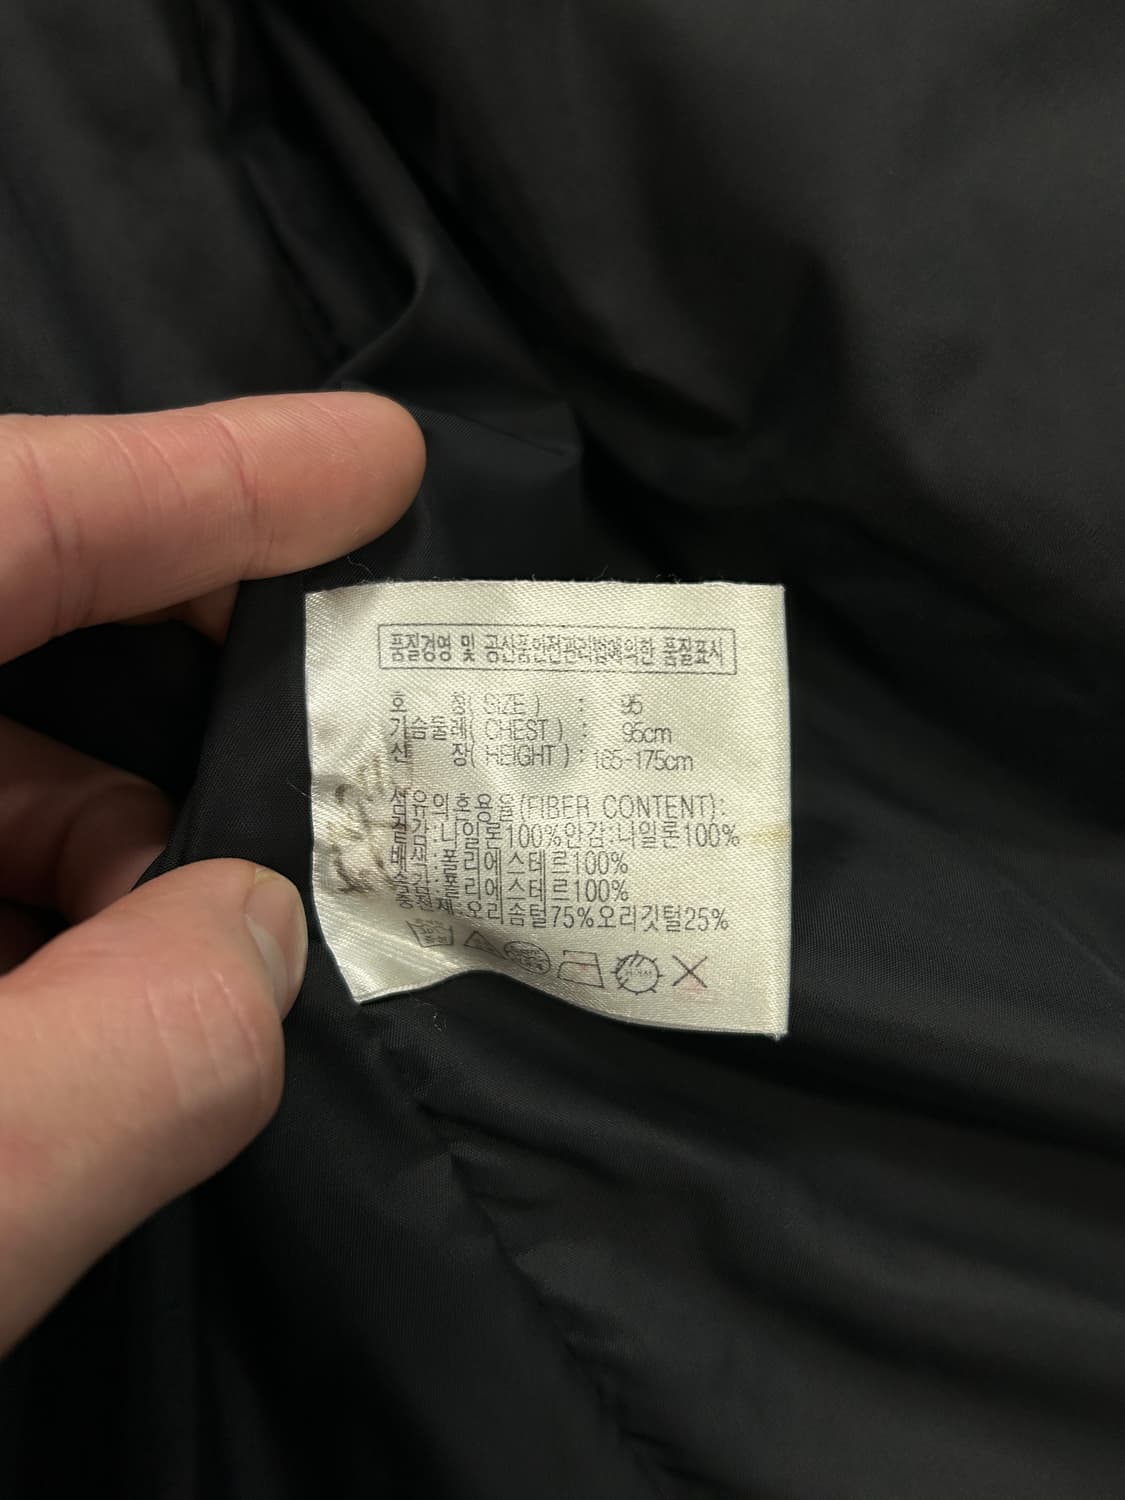 품질경영 및 공산품안전관리법에의한 품질표시
호 칭( SIZE ) : 95
가슴둘레( CHEST ) : 95cm
신 장( HEIGHT ) : 165-175cm
섬유의혼용율(FIBER CONTENT):
겉감:나일론100%안감:나일론100%
배색:폴리에스테르100%
폴리에스테르100%
충전재:오리솜털75%오리깃털25%